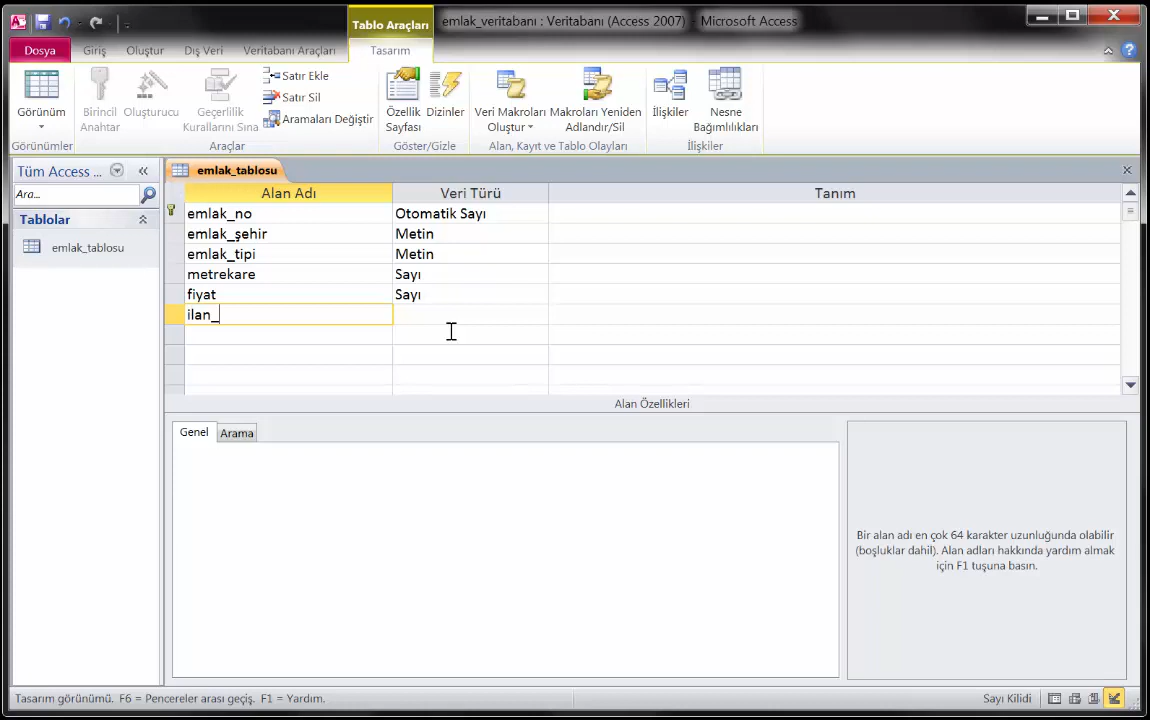 Tablo Araçları
emlak_veritabanı : Veritabanı (Access 2007) - Microsoft Access
Dosya Giriş Oluştur Dış Veri Veritabanı Araçları Tasarım
Görünüm
Birincil
Anahtar
Oluşturucu
Geçerlilik
Kurallarını Sına
Satır Ekle
Satır Sil
Aramaları Değiştir
Özellik
Sayfası
Dizinler
Veri Makroları
Oluştur
Makroları Yeniden
Adlandır/Sil
İlişkiler
Nesne
Bağımlılıkları
Görünümler Araçlar Göster/Gizle Alan, Kayıt ve Tablo Olayları İlişkiler
Tüm Access ...
Ara...
Tablolar
emlak_tablosu
emlak_tablosu
Alan Adı Veri Türü Tanım
emlak_no Otomatik Sayı
emlak_şehir Metin
emlak_tipi Metin
metrekare Sayı
fiyat Sayı
ilan_
Alan Özellikleri
Genel Arama
Bir alan adı en çok 64 karakter uzunluğunda olabilir
(boşluklar dahil). Alan adları hakkında yardım almak
için F1 tuşuna basın.
Tasarım görünümü. F6 = Pencereler arası geçiş. F1 = Yardım.
Sayı Kilidi